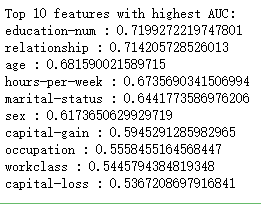 Top 10 features with highest AUC:
education-num : 0.7199272219747801
relationship : 0.714205728526013
age : 0.681590021589715
hours-per-week : 0.6735690341506994
marital-status : 0.6441773586976206
sex : 0.6173650629929719
capital-gain : 0.5945291285982965
occupation : 0.5558455164568447
workclass : 0.5445794384819348
capital-loss : 0.5367208697916841